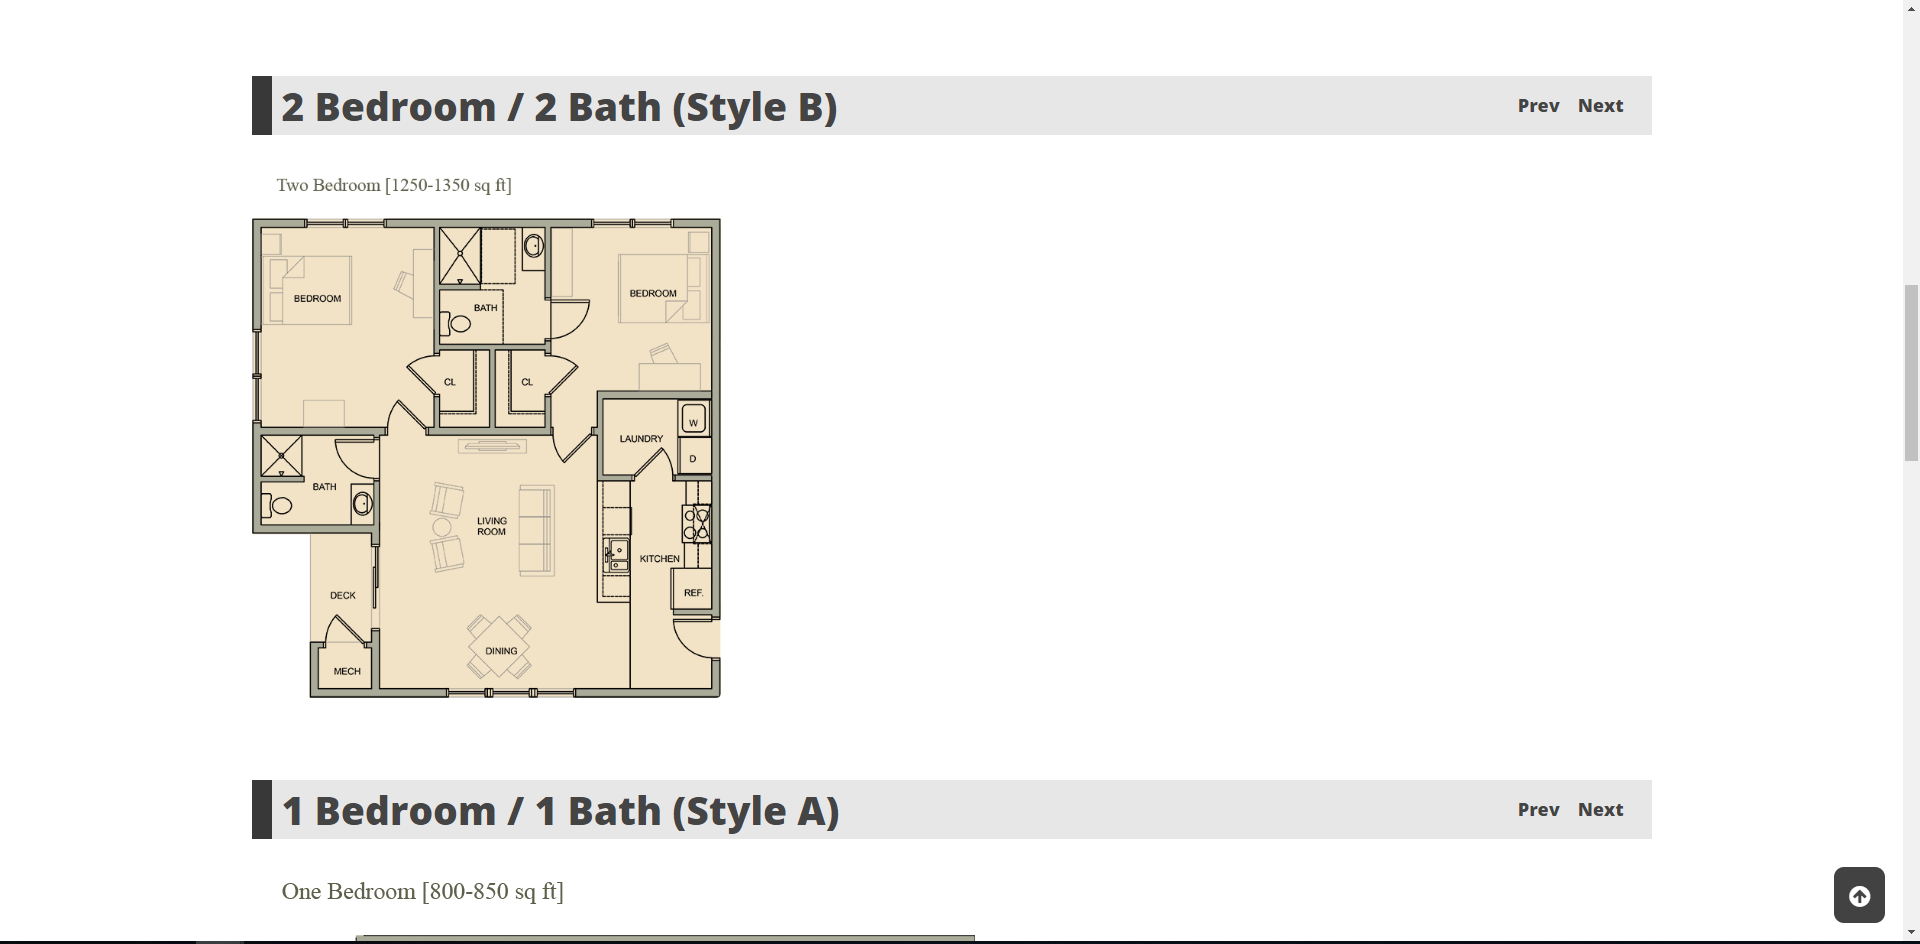 2 Bedroom / 2 Bath (Style B)
Prev Next
Two Bedroom [1250-1350 sq ft]
BEDROOM
BEDROOM
BATH
CL
CL
W
LAUNDRY
D
BATH
LIVING
ROOM
KITCHEN
REF.
DECK
DINING
MECH
1 Bedroom / 1 Bath (Style A)
Prev Next
One Bedroom [800-850 sq ft]